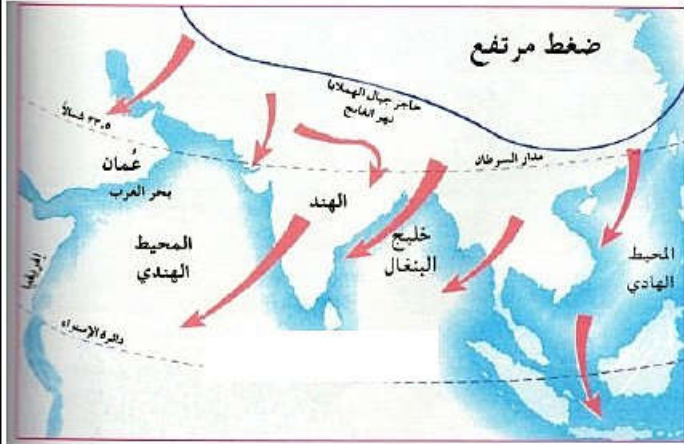 ضغط مرتفع
حاجز جبال الهملايا
نهر الغانج
٢٣٫٥ شمالاً
مدار السرطان
عُمان
بحر العرب
الهند
خليج
البنغال
المحيط
الهندي
المحيط
الهادي
إفريقيا
دائرة الإستواء